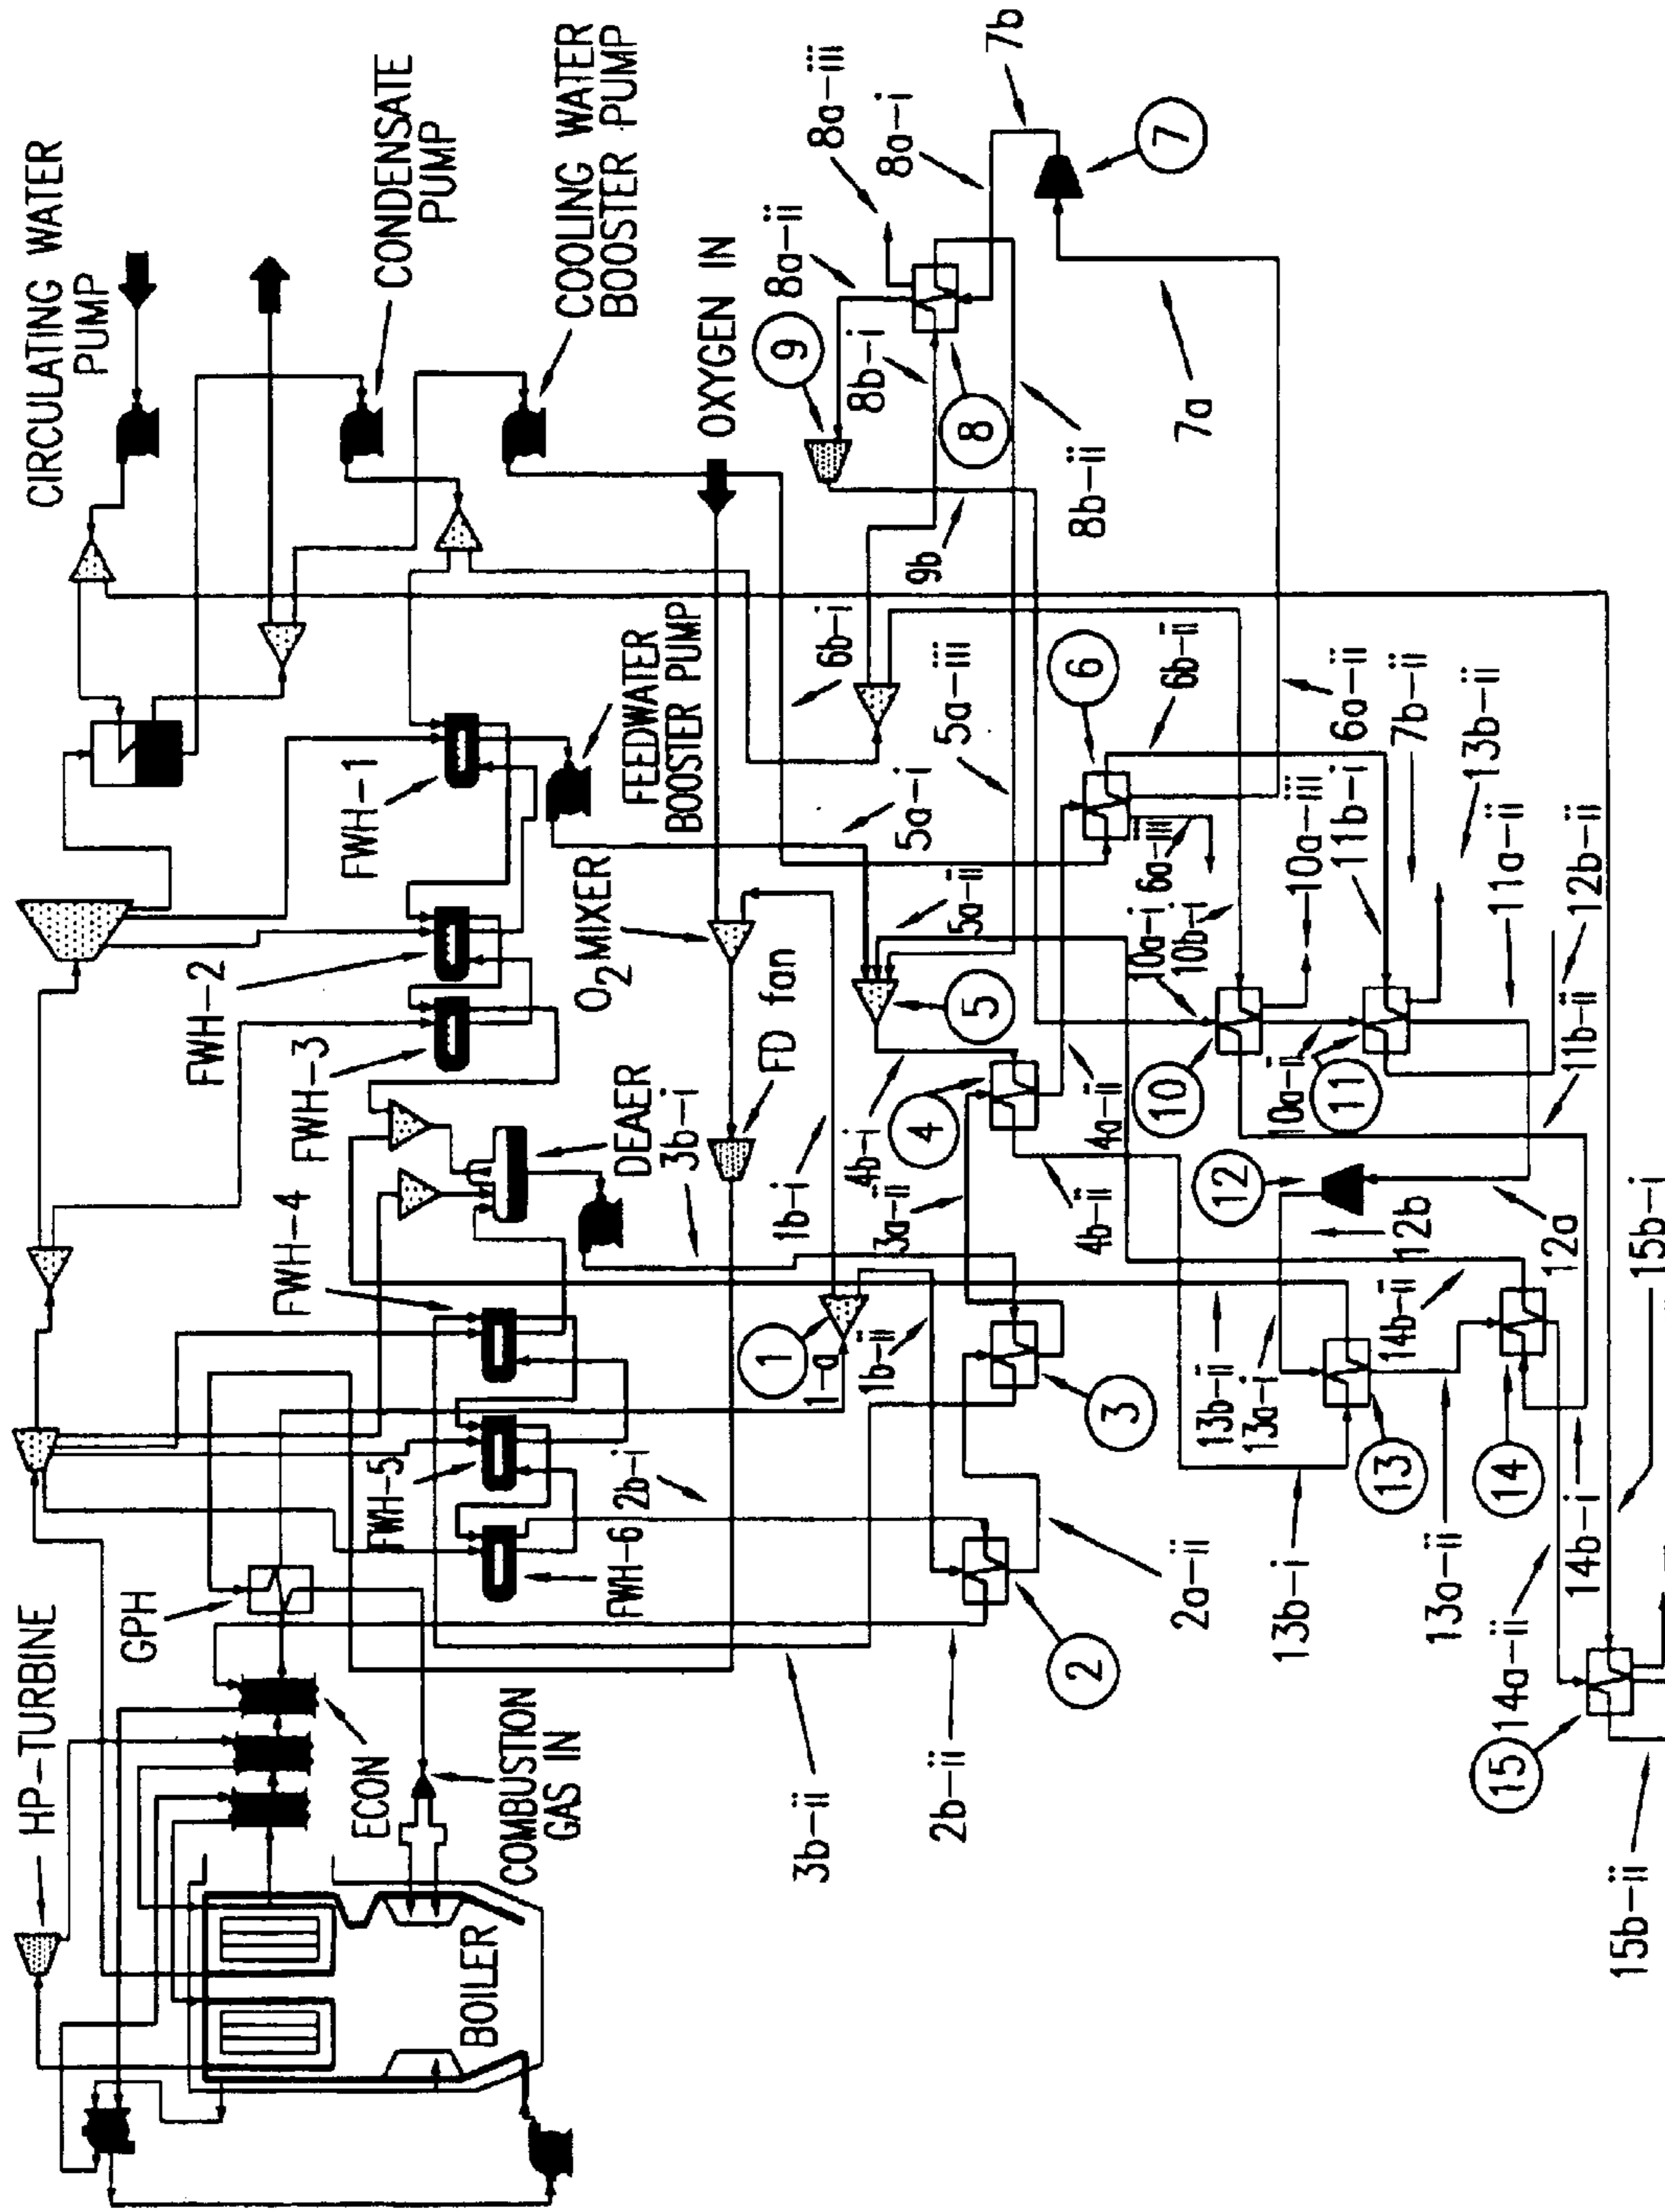 CIRCULATING WATER
PUMP
CONDENSATE
PUMP
COOLING WATER
BOOSTER PUMP
OXYGEN IN
HP-TURBINE
GPH
ECON
COMBUSTION
GAS IN
BOILER
FWH-1
FWH-2
FWH-3
FWH-4
FWH-5
FWH-6
FEEDWATER
BOOSTER PUMP
O2 MIXER
FD fan
DEAER
3b-i
2b-i
1b-i
1
1-a
1b-ii
3a-ii
4b-i
4
4a-ii
4b-ii
5
5a-i
5a-ii
5a-iii
6b-i
6
6b-ii
6a-ii
6a-iii
7
7a
7b
7b-ii
8
8a-i
8a-ii
8a-iii
8b-i
8b-ii
9
9b
10
10a-i
10b-i
10a-ii
10a-iii
11
11b-i
11a-ii
11b-ii
12
12a
12b
12b-ii
13b-ii
13b-ii
13a-i
13
13a-ii
13b-i
14
14b-ii
14b-i
14a-ii
15
15b-i
15b-ii
3
3b-ii
2
2a-ii
2b-ii